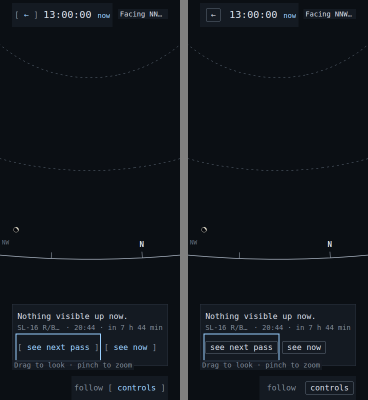 [ ← ] 13:00:00 now Facing NN…
NW
N
Nothing visible up now.
SL-16 R/B… · 20:44 · in 7 h 44 min
[ see next pass ] [ see now ]
Drag to look · pinch to zoom
follow [ controls ]
← 13:00:00 now Facing NNW…
NW
N
Nothing visible up now.
SL-16 R/B… · 20:44 · in 7 h 44 min
see next pass see now
Drag to look · pinch to zoom
follow controls